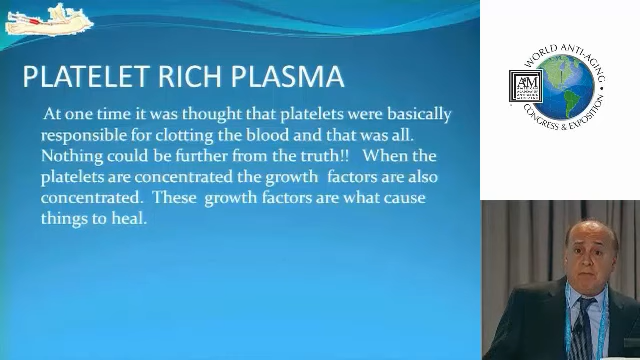 PLATELET RICH PLASMA
At one time it was thought that platelets were basically
responsible for clotting the blood and that was all.
Nothing could be further from the truth!! When the
platelets are concentrated the growth factors are also
concentrated. These growth factors are what cause
things to heal.
WORLD ANTI-AGING
CONGRESS & EXPOSITION